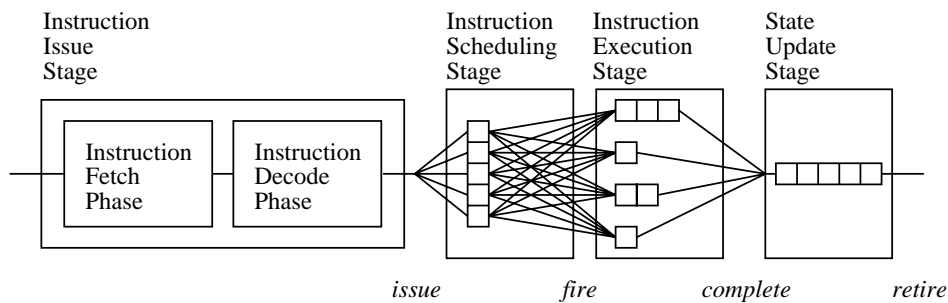 Instruction
Issue
Stage
Instruction
Scheduling
Stage
Instruction
Execution
Stage
State
Update
Stage
Instruction
Fetch
Phase
Instruction
Decode
Phase
issue
fire
complete
retire